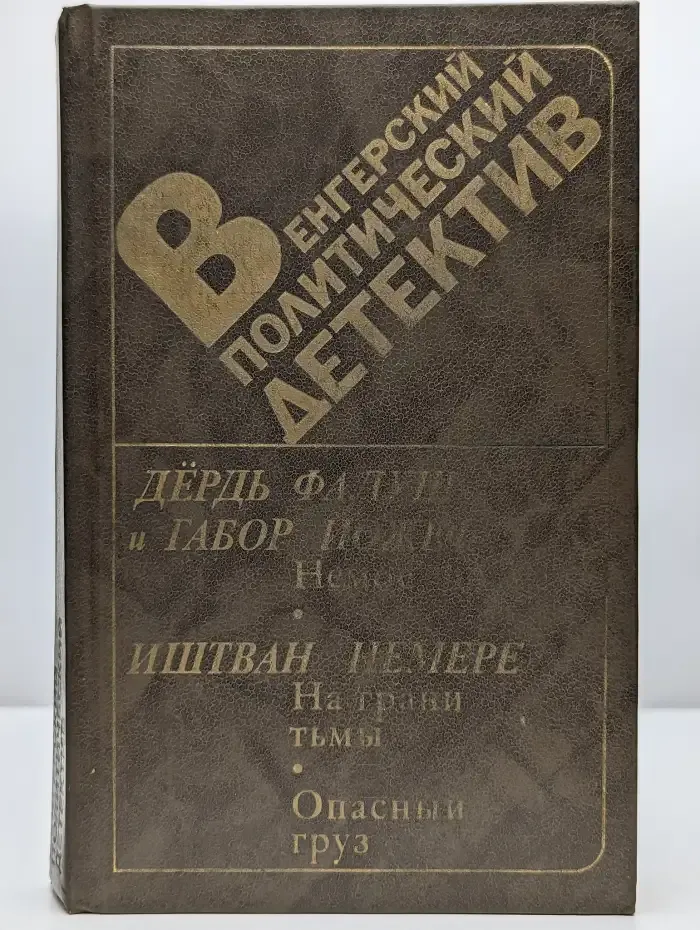 ВЕНГЕРСКИЙ
ПОЛИТИЧЕСКИЙ
ДЕТЕКТИВ
ДЁРДЬ
и ГАБОР
ИШТВАН НЕМЕРЕ
На грани
тьмы
Опасный
груз